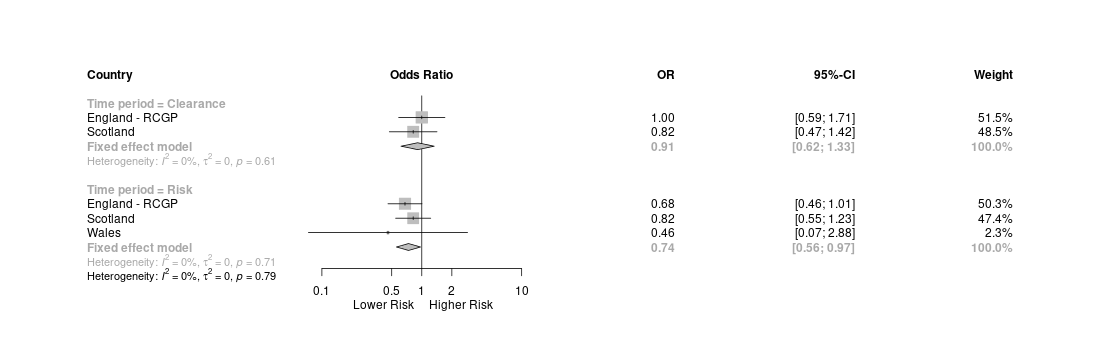 Country Odds Ratio OR 95%-CI Weight
Time period = Clearance
England - RCGP 1.00 [0.59; 1.71] 51.5%
Scotland 0.82 [0.47; 1.42] 48.5%
Fixed effect model 0.91 [0.62; 1.33] 100.0%
Heterogeneity: I² = 0%, τ² = 0, p = 0.61
Time period = Risk
England - RCGP 0.68 [0.46; 1.01] 50.3%
Scotland 0.82 [0.55; 1.23] 47.4%
Wales 0.46 [0.07; 2.88] 2.3%
Fixed effect model 0.74 [0.56; 0.97] 100.0%
Heterogeneity: I² = 0%, τ² = 0, p = 0.71
Heterogeneity: I² = 0%, τ² = 0, p = 0.79
0.1 0.5 1 2 10
Lower Risk Higher Risk